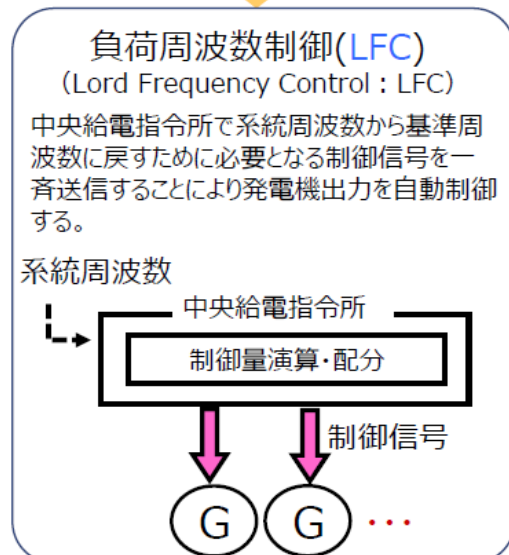 負荷周波数制御(LFC)
（Lord Frequency Control：LFC）
中央給電指令所で系統周波数から基準周
波数に戻すために必要となる制御信号を一
斉送信することにより発電機出力を自動制御
する。
系統周波数
中央給電指令所
制御量演算・配分
制御信号
G G ・・・